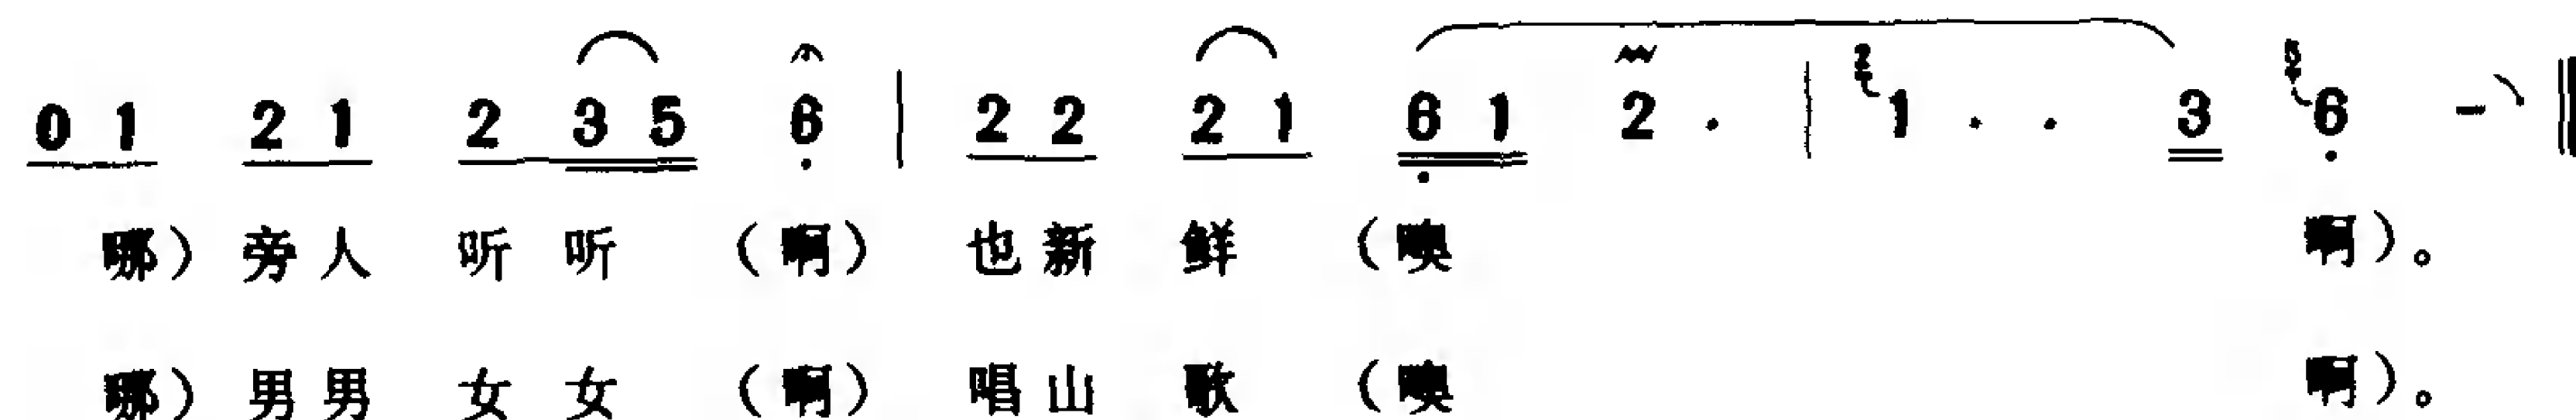 0 1 2 1 2 3 5 6 | 2 2 2 1 6 1 2 · | 2 1 · · 3 5 6 - ‖
哪） 旁 人 听 听 （啊） 也 新 鲜 （噢 啊）。
哪） 男 男 女 女 （啊） 唱 山 歌 （噢 啊）。